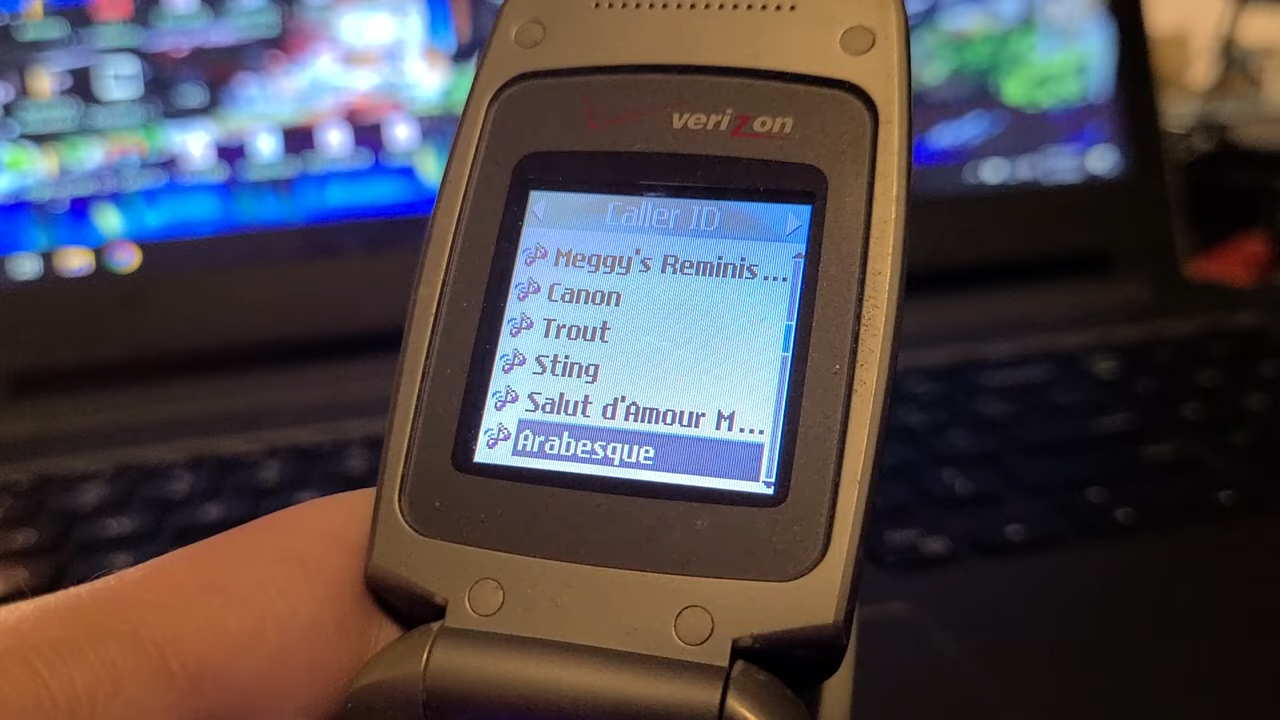 verizon
Caller ID
Meggy's Reminis...
Canon
Trout
Sting
Salut d'Amour M...
Arabesque